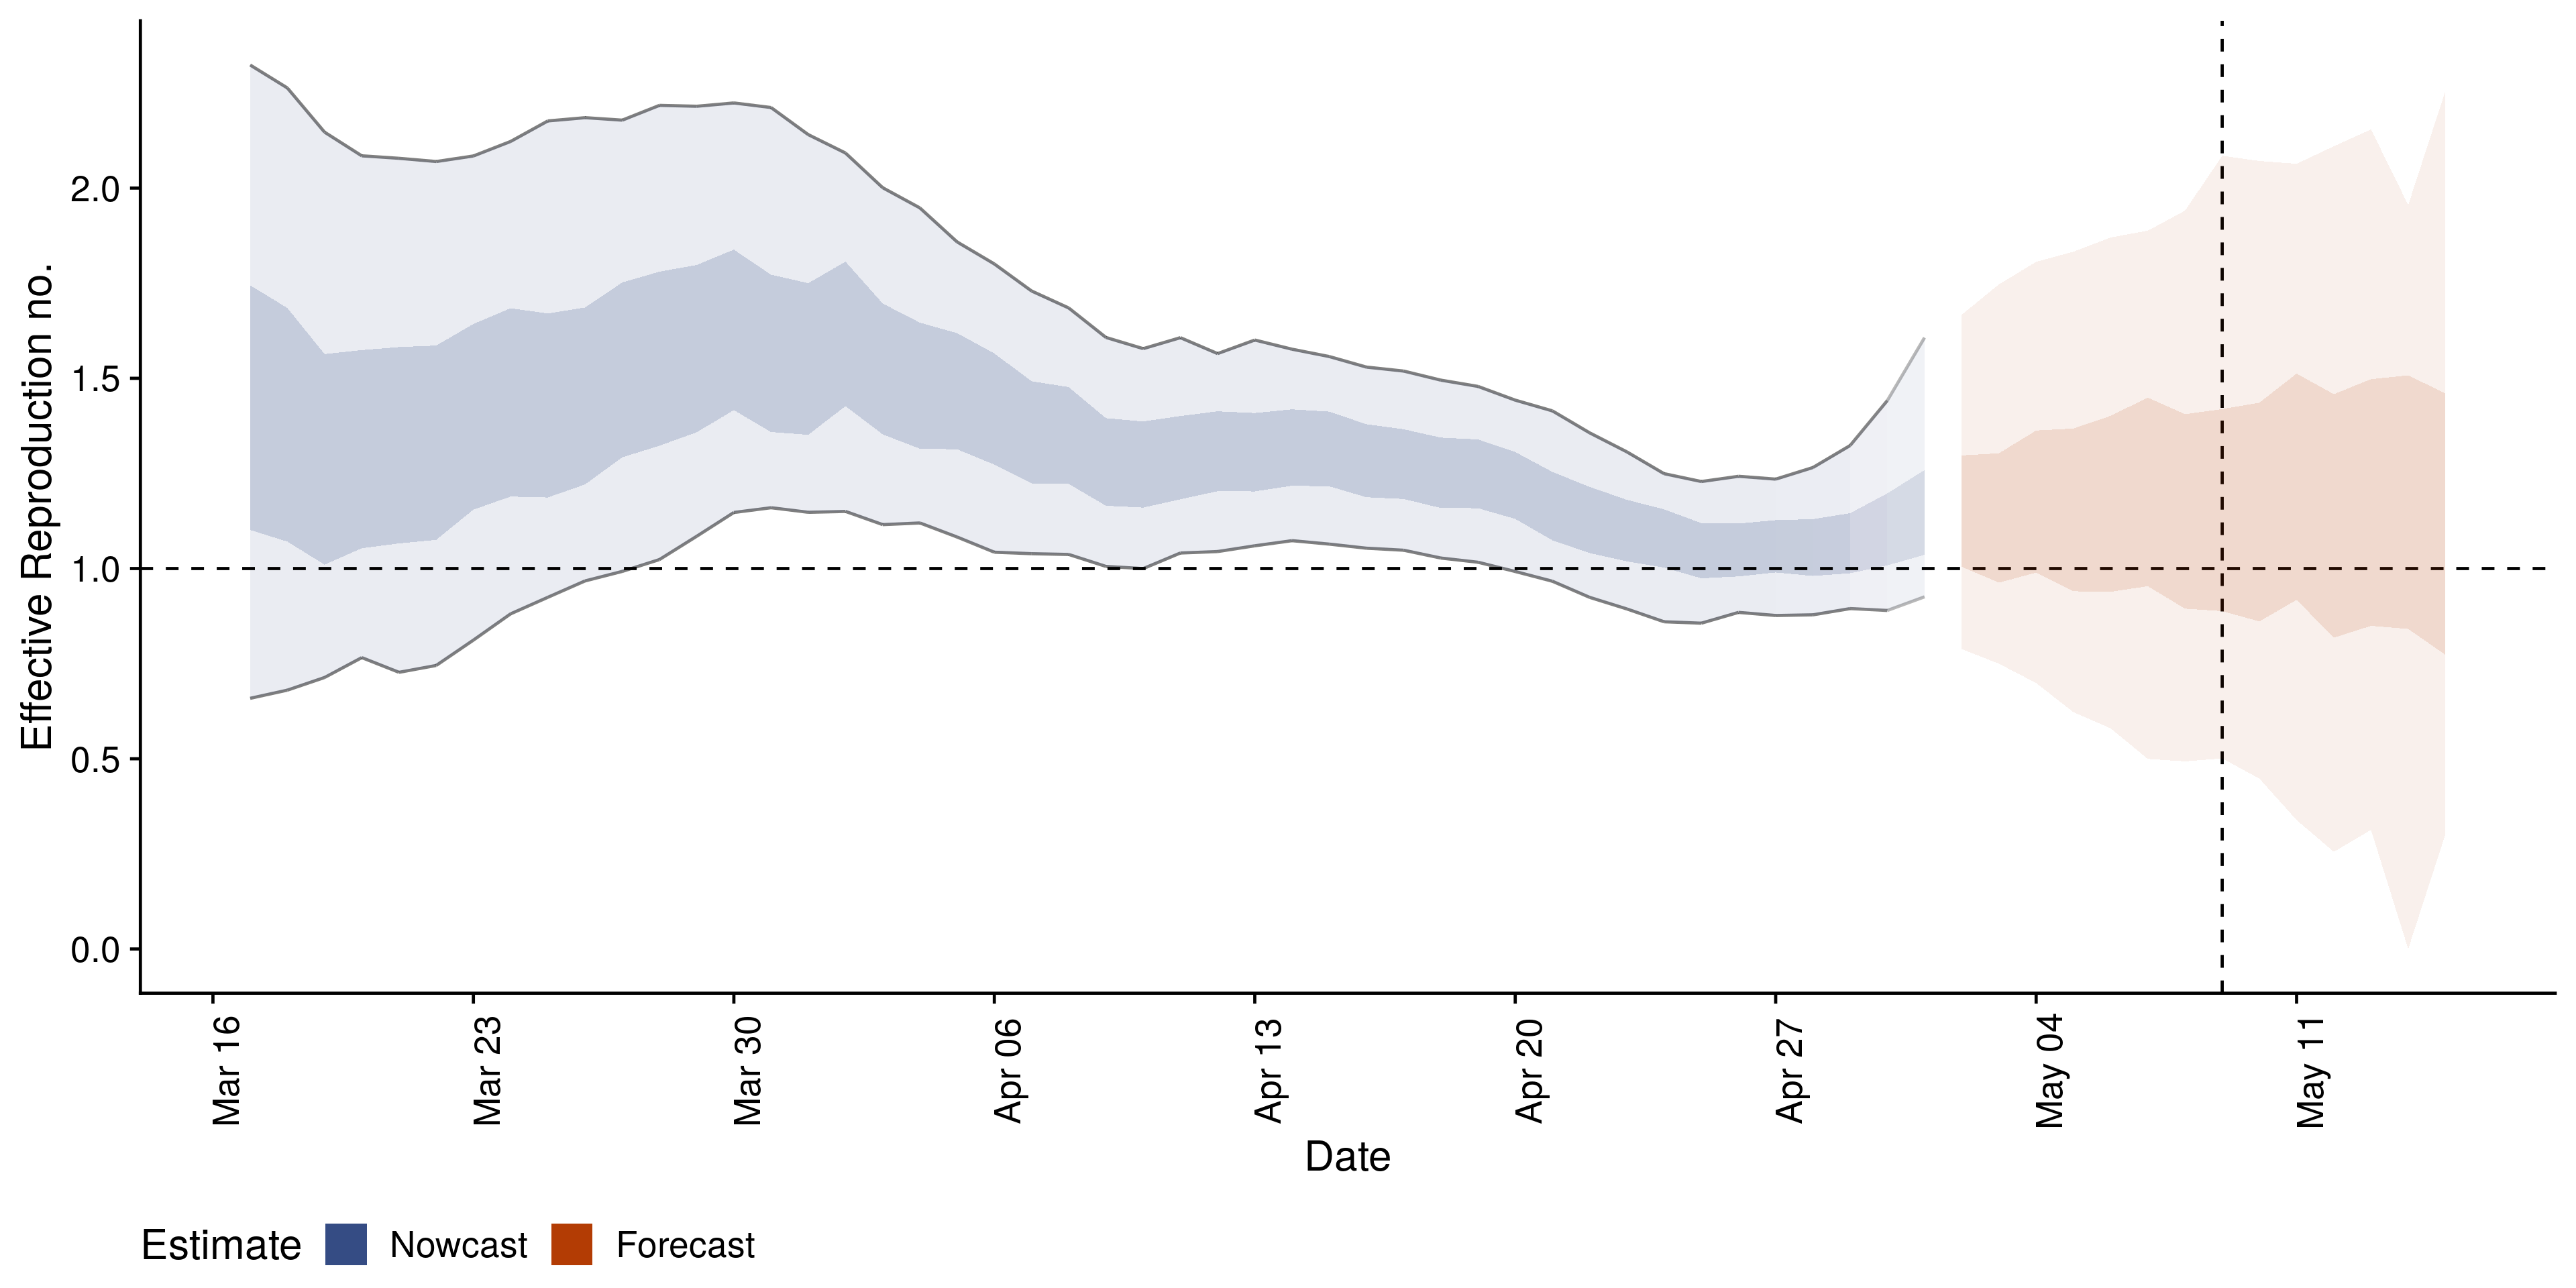 Effective Reproduction no.
2.0
1.5
1.0
0.5
0.0
Mar 16
Mar 23
Mar 30
Apr 06
Apr 13
Apr 20
Apr 27
May 04
May 11
Date
Estimate Nowcast Forecast